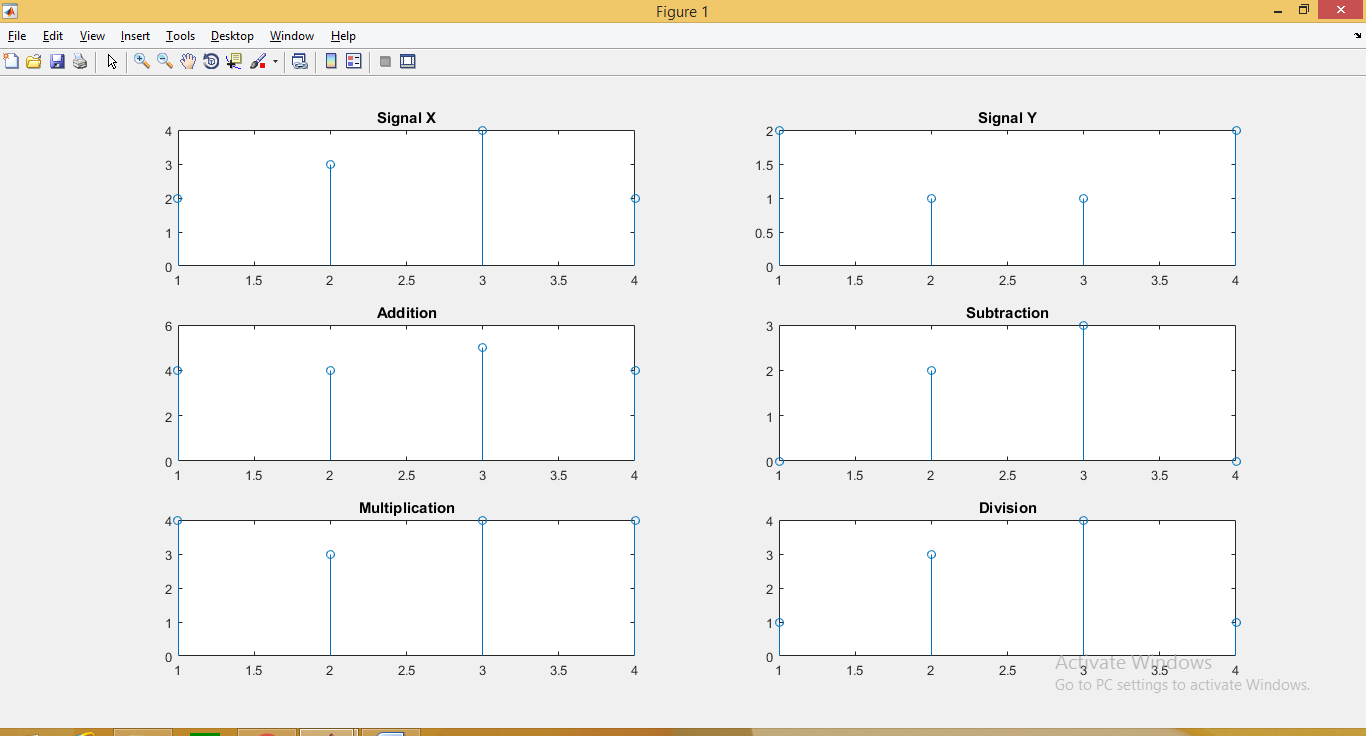 Figure 1
File Edit View Insert Tools Desktop Window Help
Signal X
4
3
2
1
0
1 1.5 2 2.5 3 3.5 4
Signal Y
2
1.5
1
0.5
0
1 1.5 2 2.5 3 3.5 4
Addition
6
4
2
0
1 1.5 2 2.5 3 3.5 4
Subtraction
3
2
1
0
1 1.5 2 2.5 3 3.5 4
Multiplication
4
3
2
1
0
1 1.5 2 2.5 3 3.5 4
Division
4
3
2
1
0
1 1.5 2 2.5 3 3.5 4
Activate Windows
Go to PC settings to activate Windows.